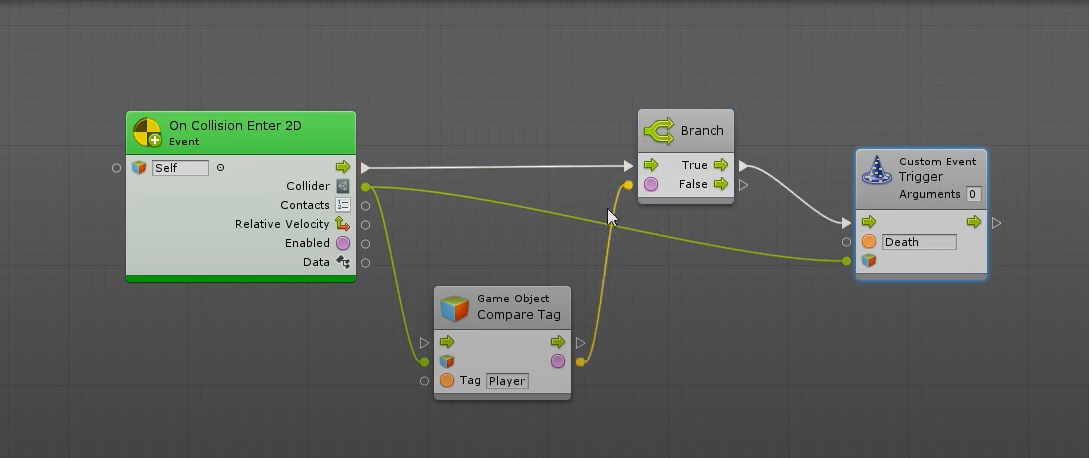 On Collision Enter 2D
Event
Self
Collider
Contacts
Relative Velocity
Enabled
Data
Game Object
Compare Tag
Tag Player
Branch
True
False
Custom Event
Trigger
Arguments 0
Death